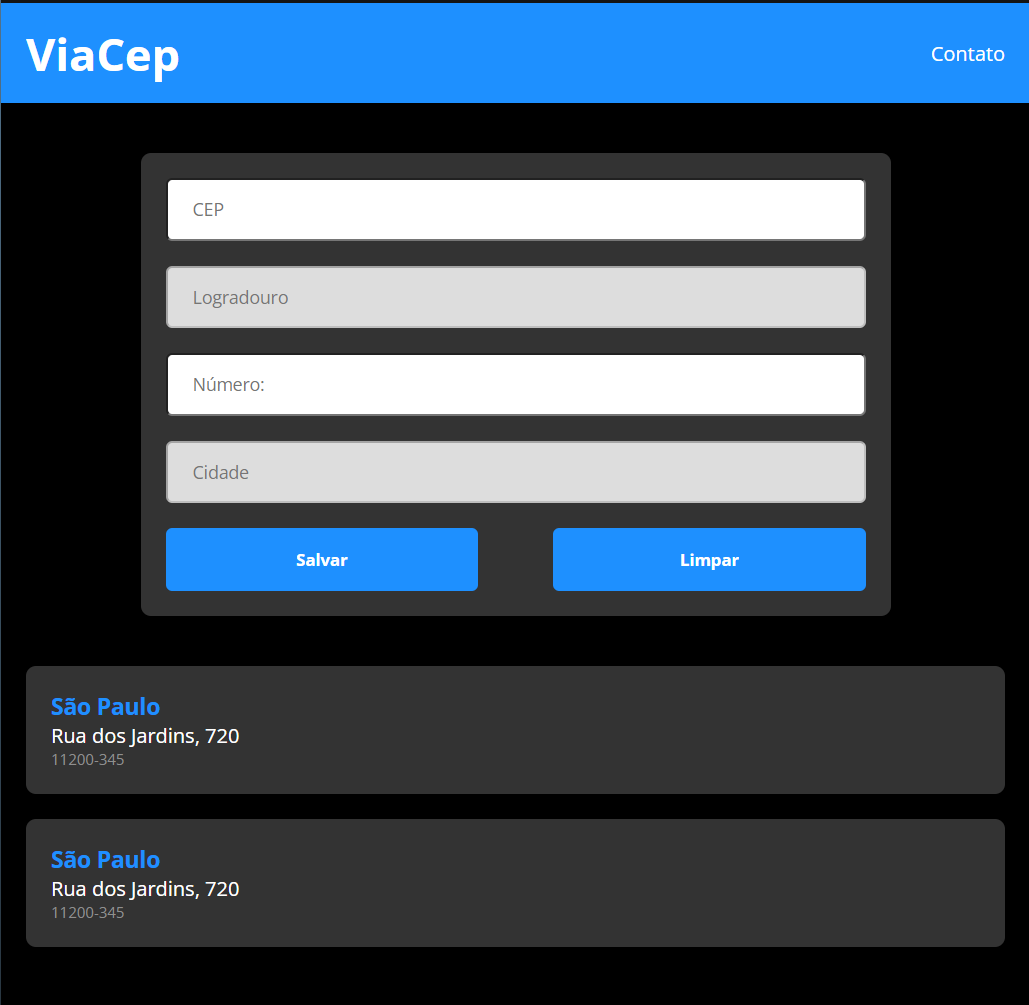 ViaCep
Contato
CEP
Logradouro
Número:
Cidade
Salvar
Limpar
São Paulo
Rua dos Jardins, 720
11200-345
São Paulo
Rua dos Jardins, 720
11200-345